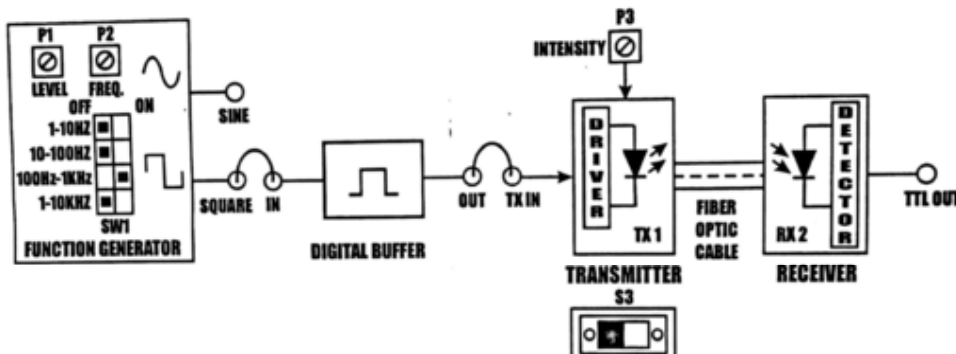 P1 P2
LEVEL FREQ.
OFF ON
1-10HZ
10-100HZ
100Hz-1KHz
1-10KHZ
SW1
FUNCTION GENERATOR
SINE
SQUARE IN
DIGITAL BUFFER
OUT TX IN
P3
INTENSITY
DRIVER
TX 1
TRANSMITTER
S3
FIBER
OPTIC
CABLE
DETECTOR
RX 2
RECEIVER
TTL OUT